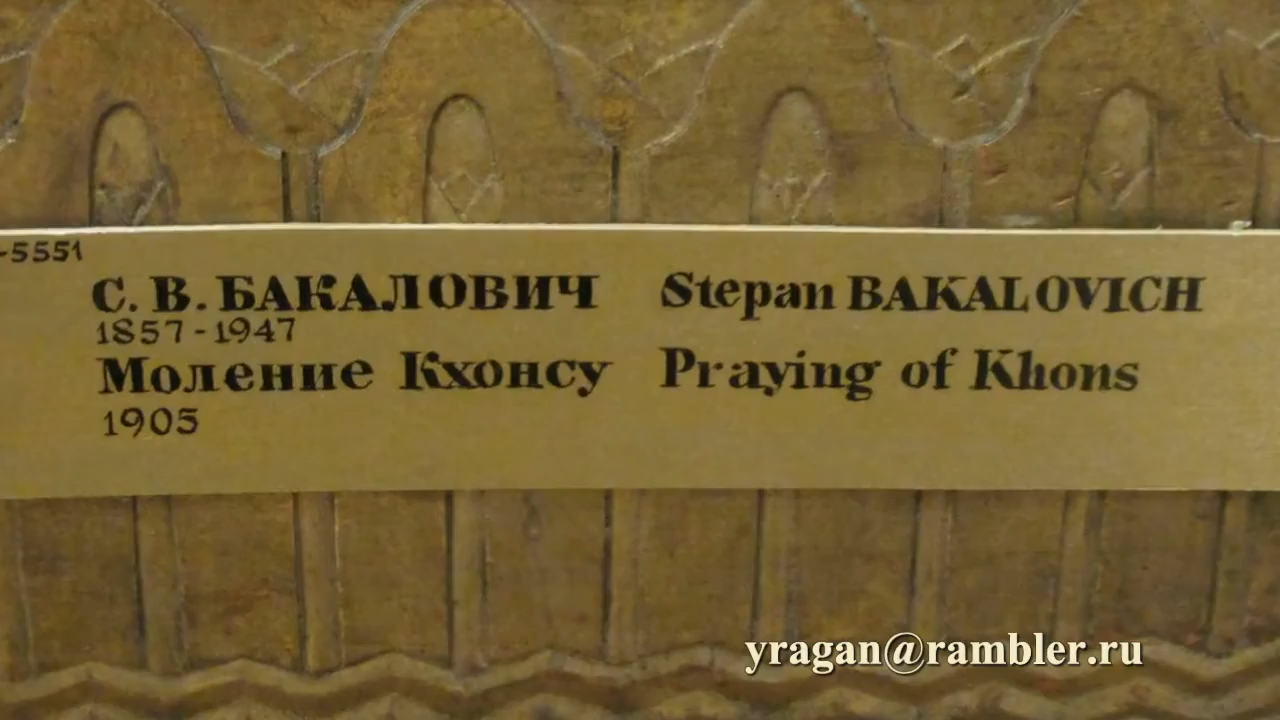 -5551
С. В. БАКАЛОВИЧ Stepan BAKALOVICH
1857-1947
Моление Кхонсу Praying of Khons
1905
yragan@rambler.ru